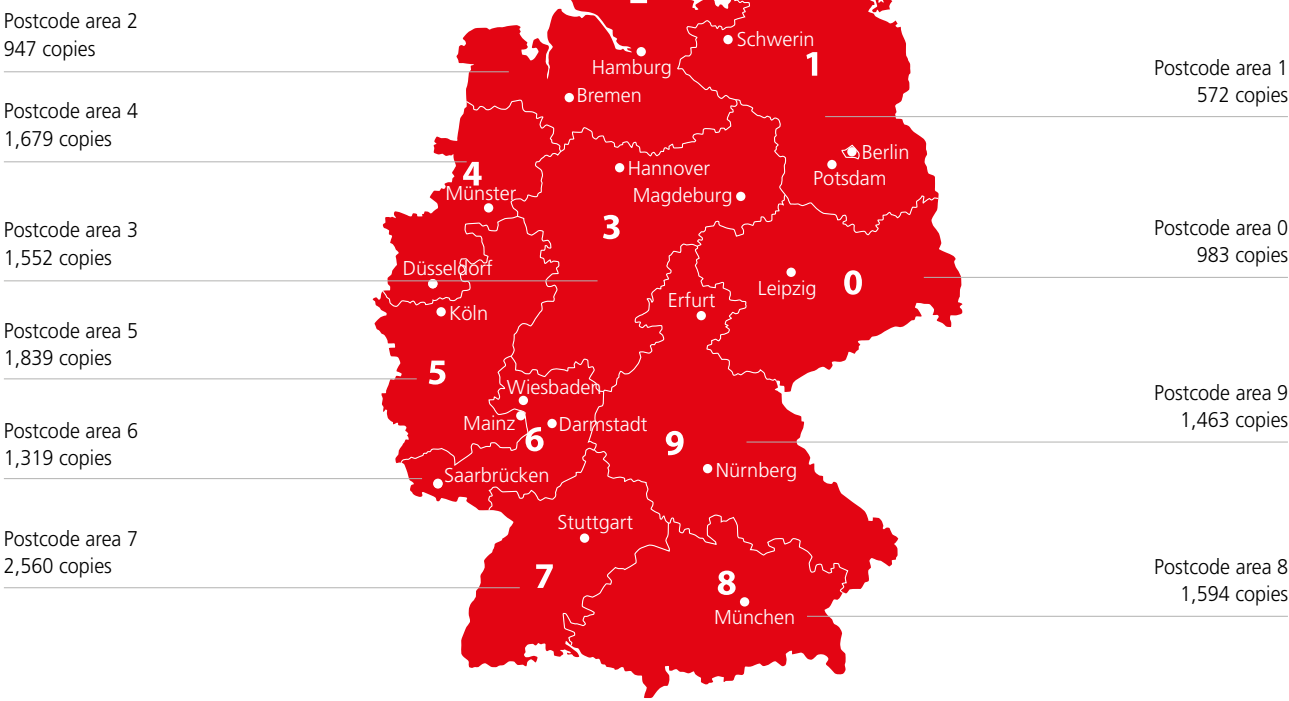 Postcode area 2
947 copies
Postcode area 4
1,679 copies
Postcode area 3
1,552 copies
Postcode area 5
1,839 copies
Postcode area 6
1,319 copies
Postcode area 7
2,560 copies
Schwerin
1
Hamburg
Bremen
Berlin
Potsdam
Hannover
Magdeburg
4
Münster
3
Düsseldorf
Leipzig
0
Erfurt
Köln
5
Wiesbaden
Mainz
Darmstadt
6
9
Nürnberg
Saarbrücken
Stuttgart
7
8
München
Postcode area 1
572 copies
Postcode area 0
983 copies
Postcode area 9
1,463 copies
Postcode area 8
1,594 copies